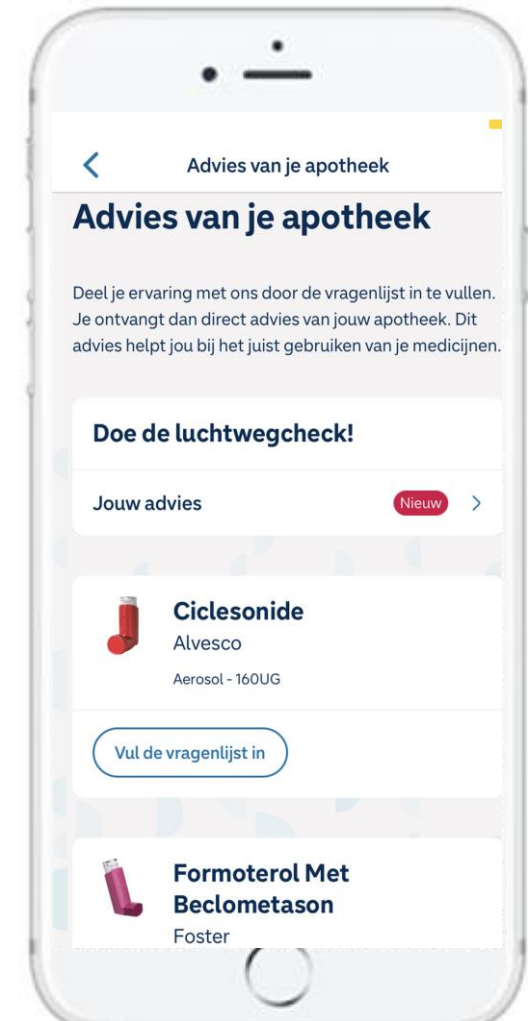 Advies van je apotheek
Advies van je apotheek
Deel je ervaring met ons door de vragenlijst in te vullen.
Je ontvangt dan direct advies van jouw apotheek. Dit
advies helpt jou bij het juist gebruiken van je medicijnen.
Doe de luchtwegcheck!
Jouw advies Nieuw
Ciclesonide
Alvesco
Aerosol - 160UG
Vul de vragenlijst in
Formoterol Met
Beclometason
Foster